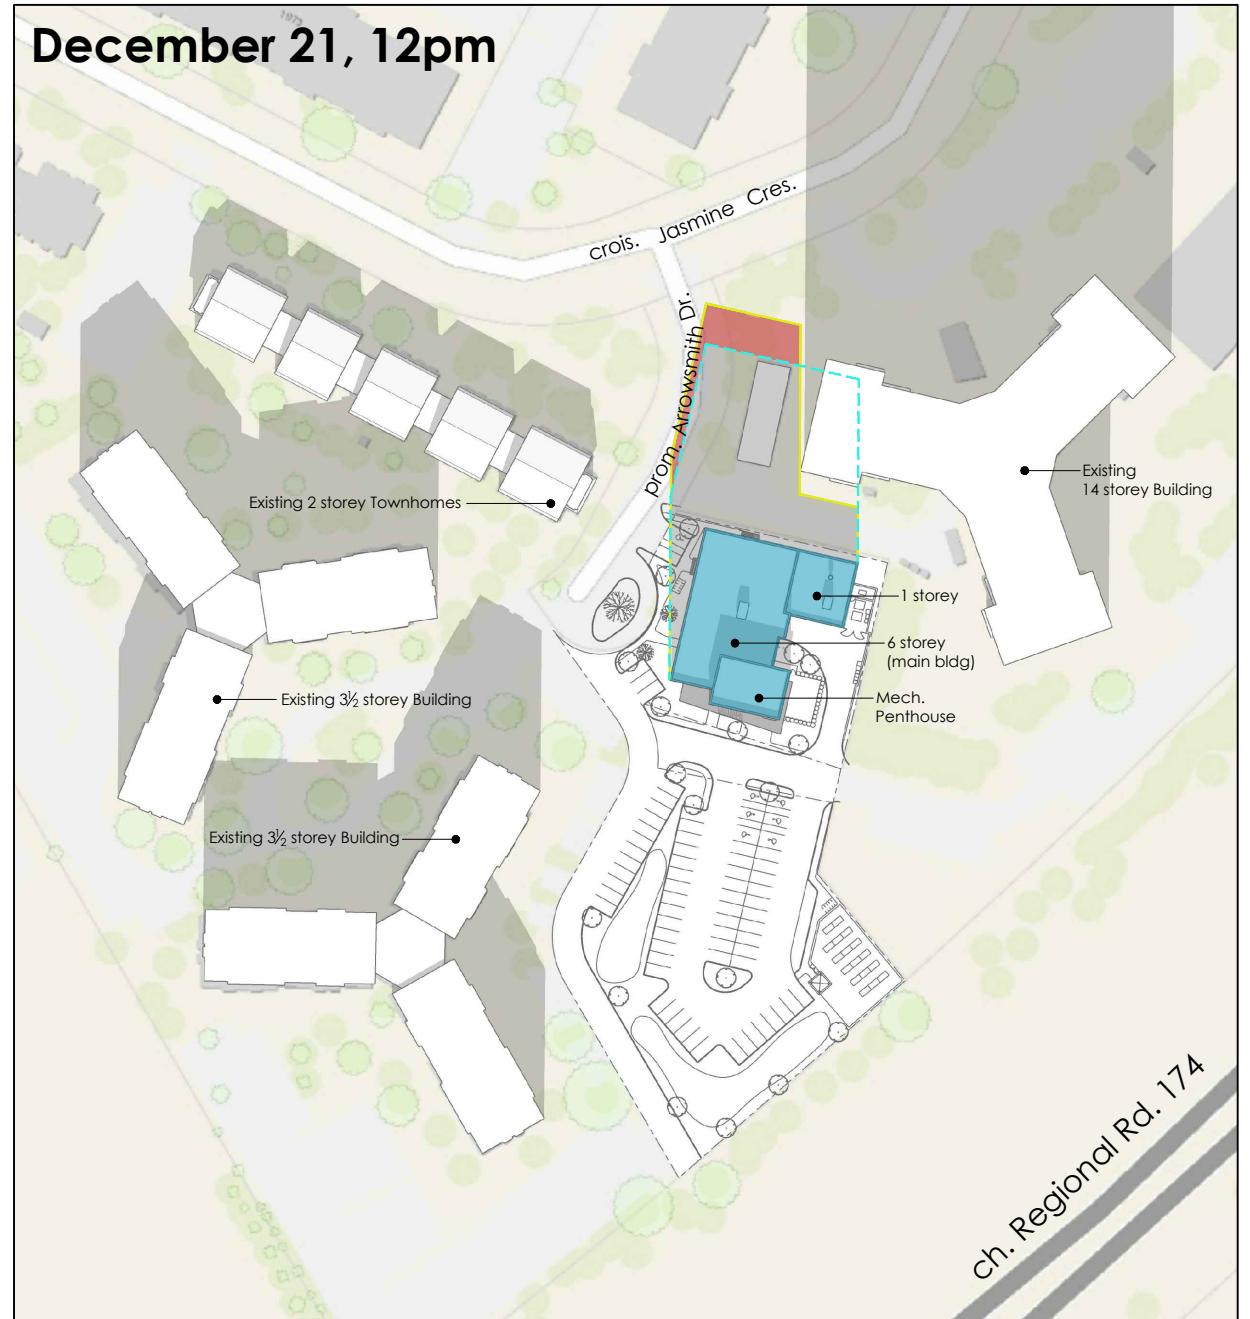 December 21, 12pm
1973
crois. Jasmine Cres.
prom. Arrowsmith Dr.
Existing
14 storey Building
Existing 2 storey Townhomes
1 storey
6 storey
(main bldg)
Existing 3½ storey Building
Mech.
Penthouse
Existing 3½ storey Building
ch. Regional Rd. 174